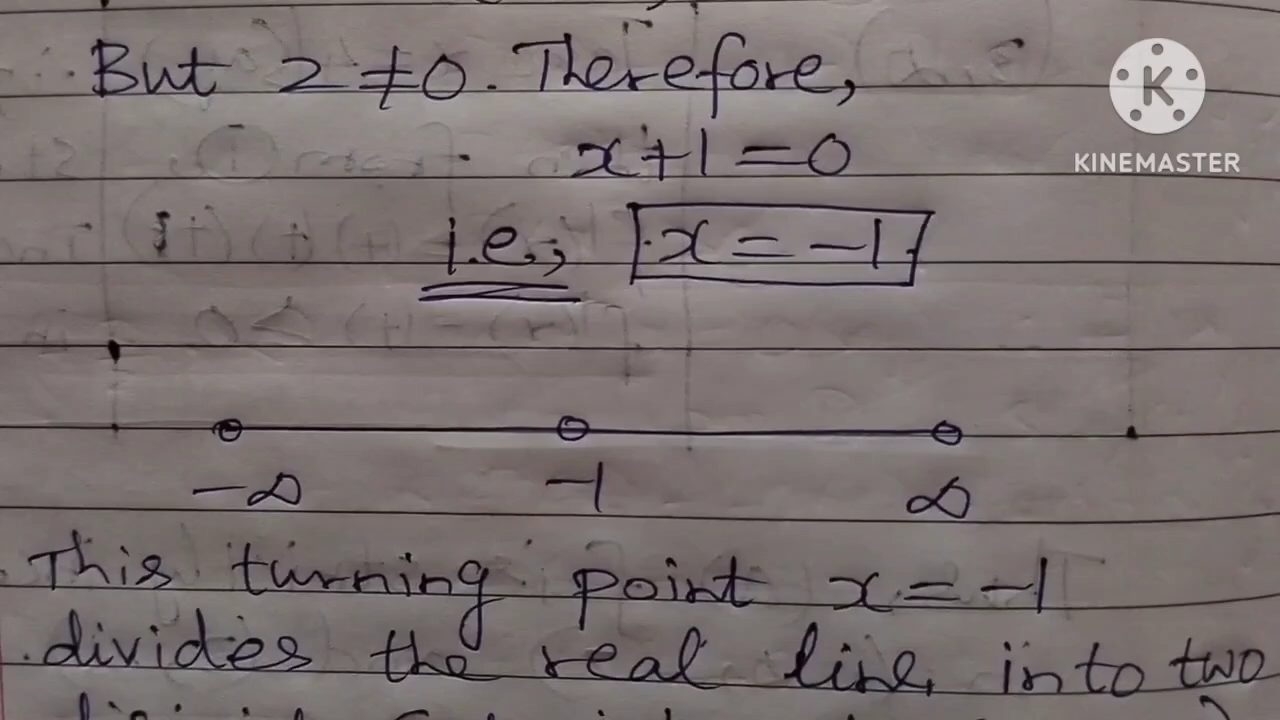 But 2 ≠ 0. Therefore,
x+1 = 0
i.e., x = -1
-∞ -1 ∞
This turning point x = -1
divides the real line into two
K
KINEMASTER